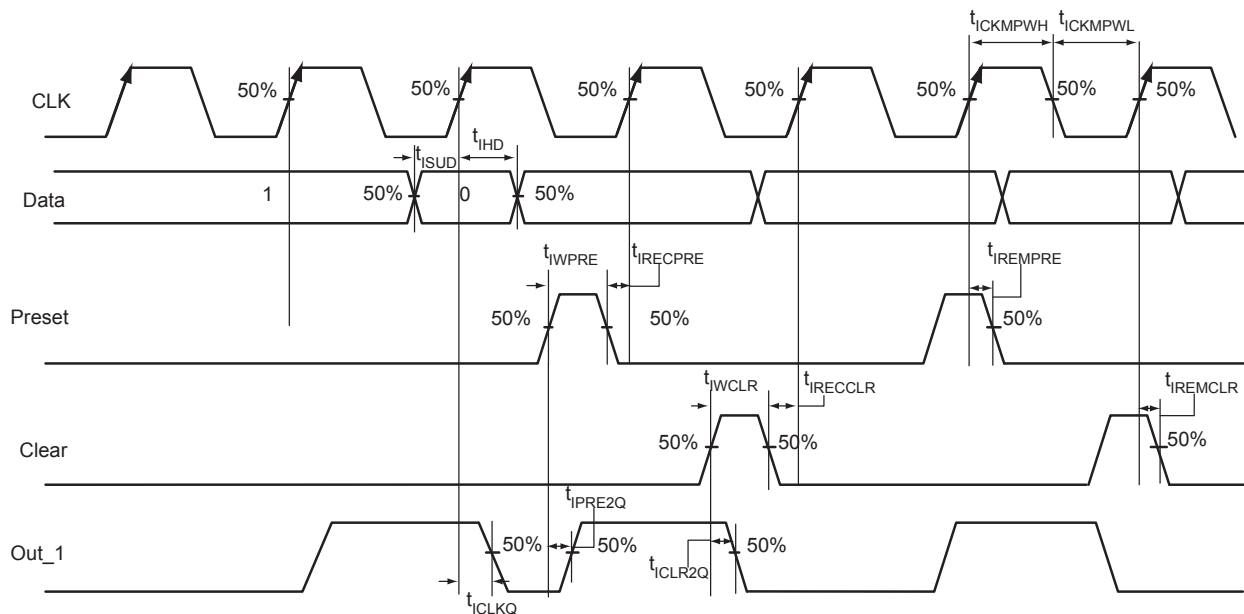 tICKMPWH tICKMPWL
CLK 50% 50% 50% 50% 50% 50% 50%
tISUD tIHD
Data 1 50% 0 50%
tIWPRE tIRECPRE tIREMPRE
Preset 50% 50% 50%
tIWCLR tIRECCLR tIREMCLR
Clear 50% 50% 50%
tIPRE2Q
Out_1 50% 50% 50%
tICLR2Q
tICLKQ